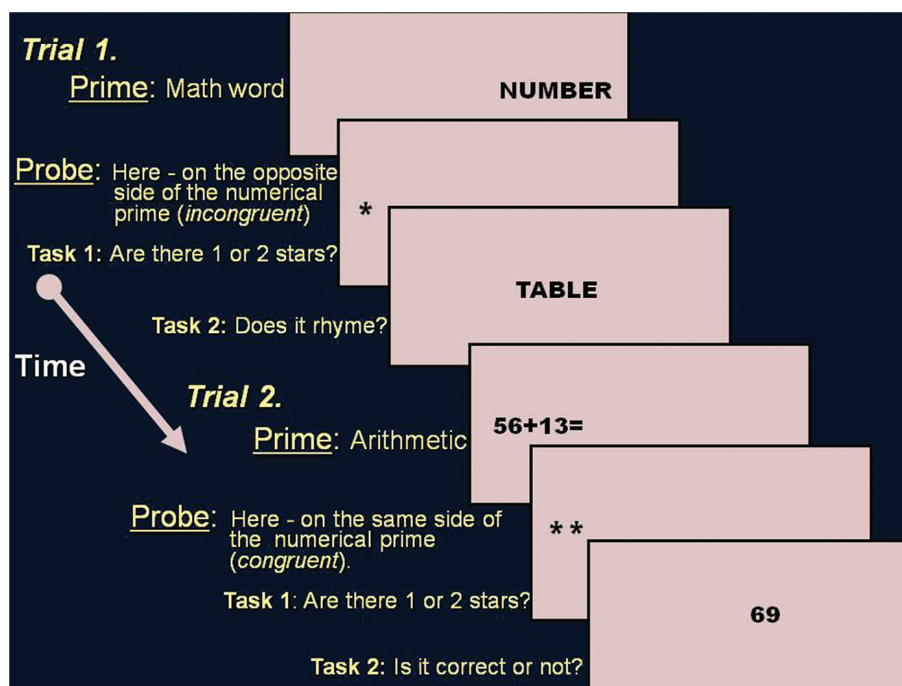 Trial 1.
Prime: Math word
NUMBER
Probe: Here - on the opposite
side of the numerical
prime (incongruent)
*
Task 1: Are there 1 or 2 stars?
TABLE
Task 2: Does it rhyme?
Time
Trial 2.
56+13=
Prime: Arithmetic
Probe: Here - on the same side of
the numerical prime
(congruent).
* *
Task 1: Are there 1 or 2 stars?
69
Task 2: Is it correct or not?